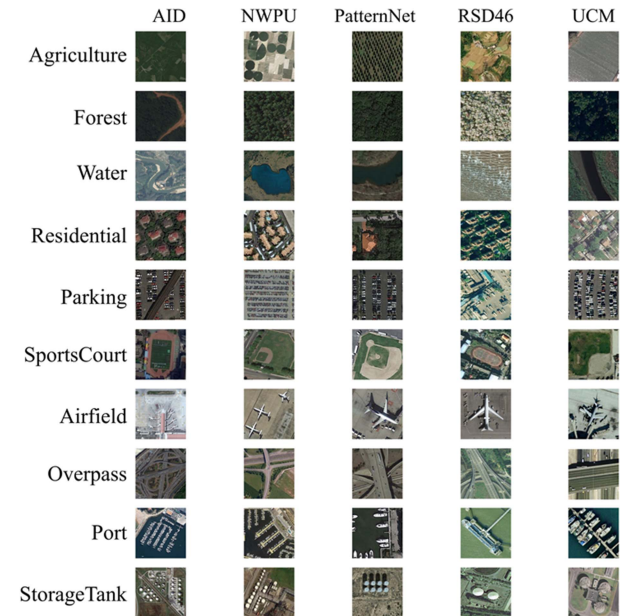 AID NWPU PatternNet RSD46 UCM
Agriculture
Forest
Water
Residential
Parking
SportsCourt
Airfield
Overpass
Port
StorageTank